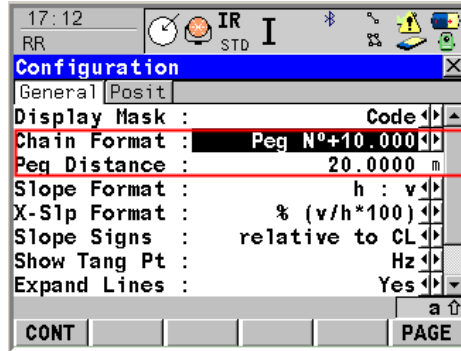 17:12
RR
IR
STD
I
Configuration
General Posit
Display Mask : Code
Chain Format : Peg Nº+10.000
Peg Distance : 20.0000 m
Slope Format : h : v
X-Slp Format : % (v/h*100)
Slope Signs : relative to CL
Show Tang Pt : Hz
Expand Lines : Yes
a
CONT PAGE